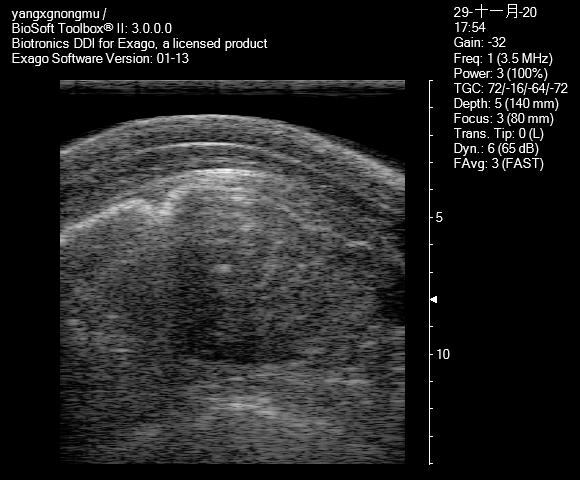 yangxgnongmu /
BioSoft Toolbox® II: 3.0.0.0
Biotronics DDI for Exago, a licensed product
Exago Software Version: 01-13
29-十一月-20
17:54
Gain: -32
Freq: 1 (3.5 MHz)
Power: 3 (100%)
TGC: 72/-16/-64/-72
Depth: 5 (140 mm)
Focus: 3 (80 mm)
Trans. Tip: 0 (L)
Dyn.: 6 (65 dB)
FAvg: 3 (FAST)
5
10